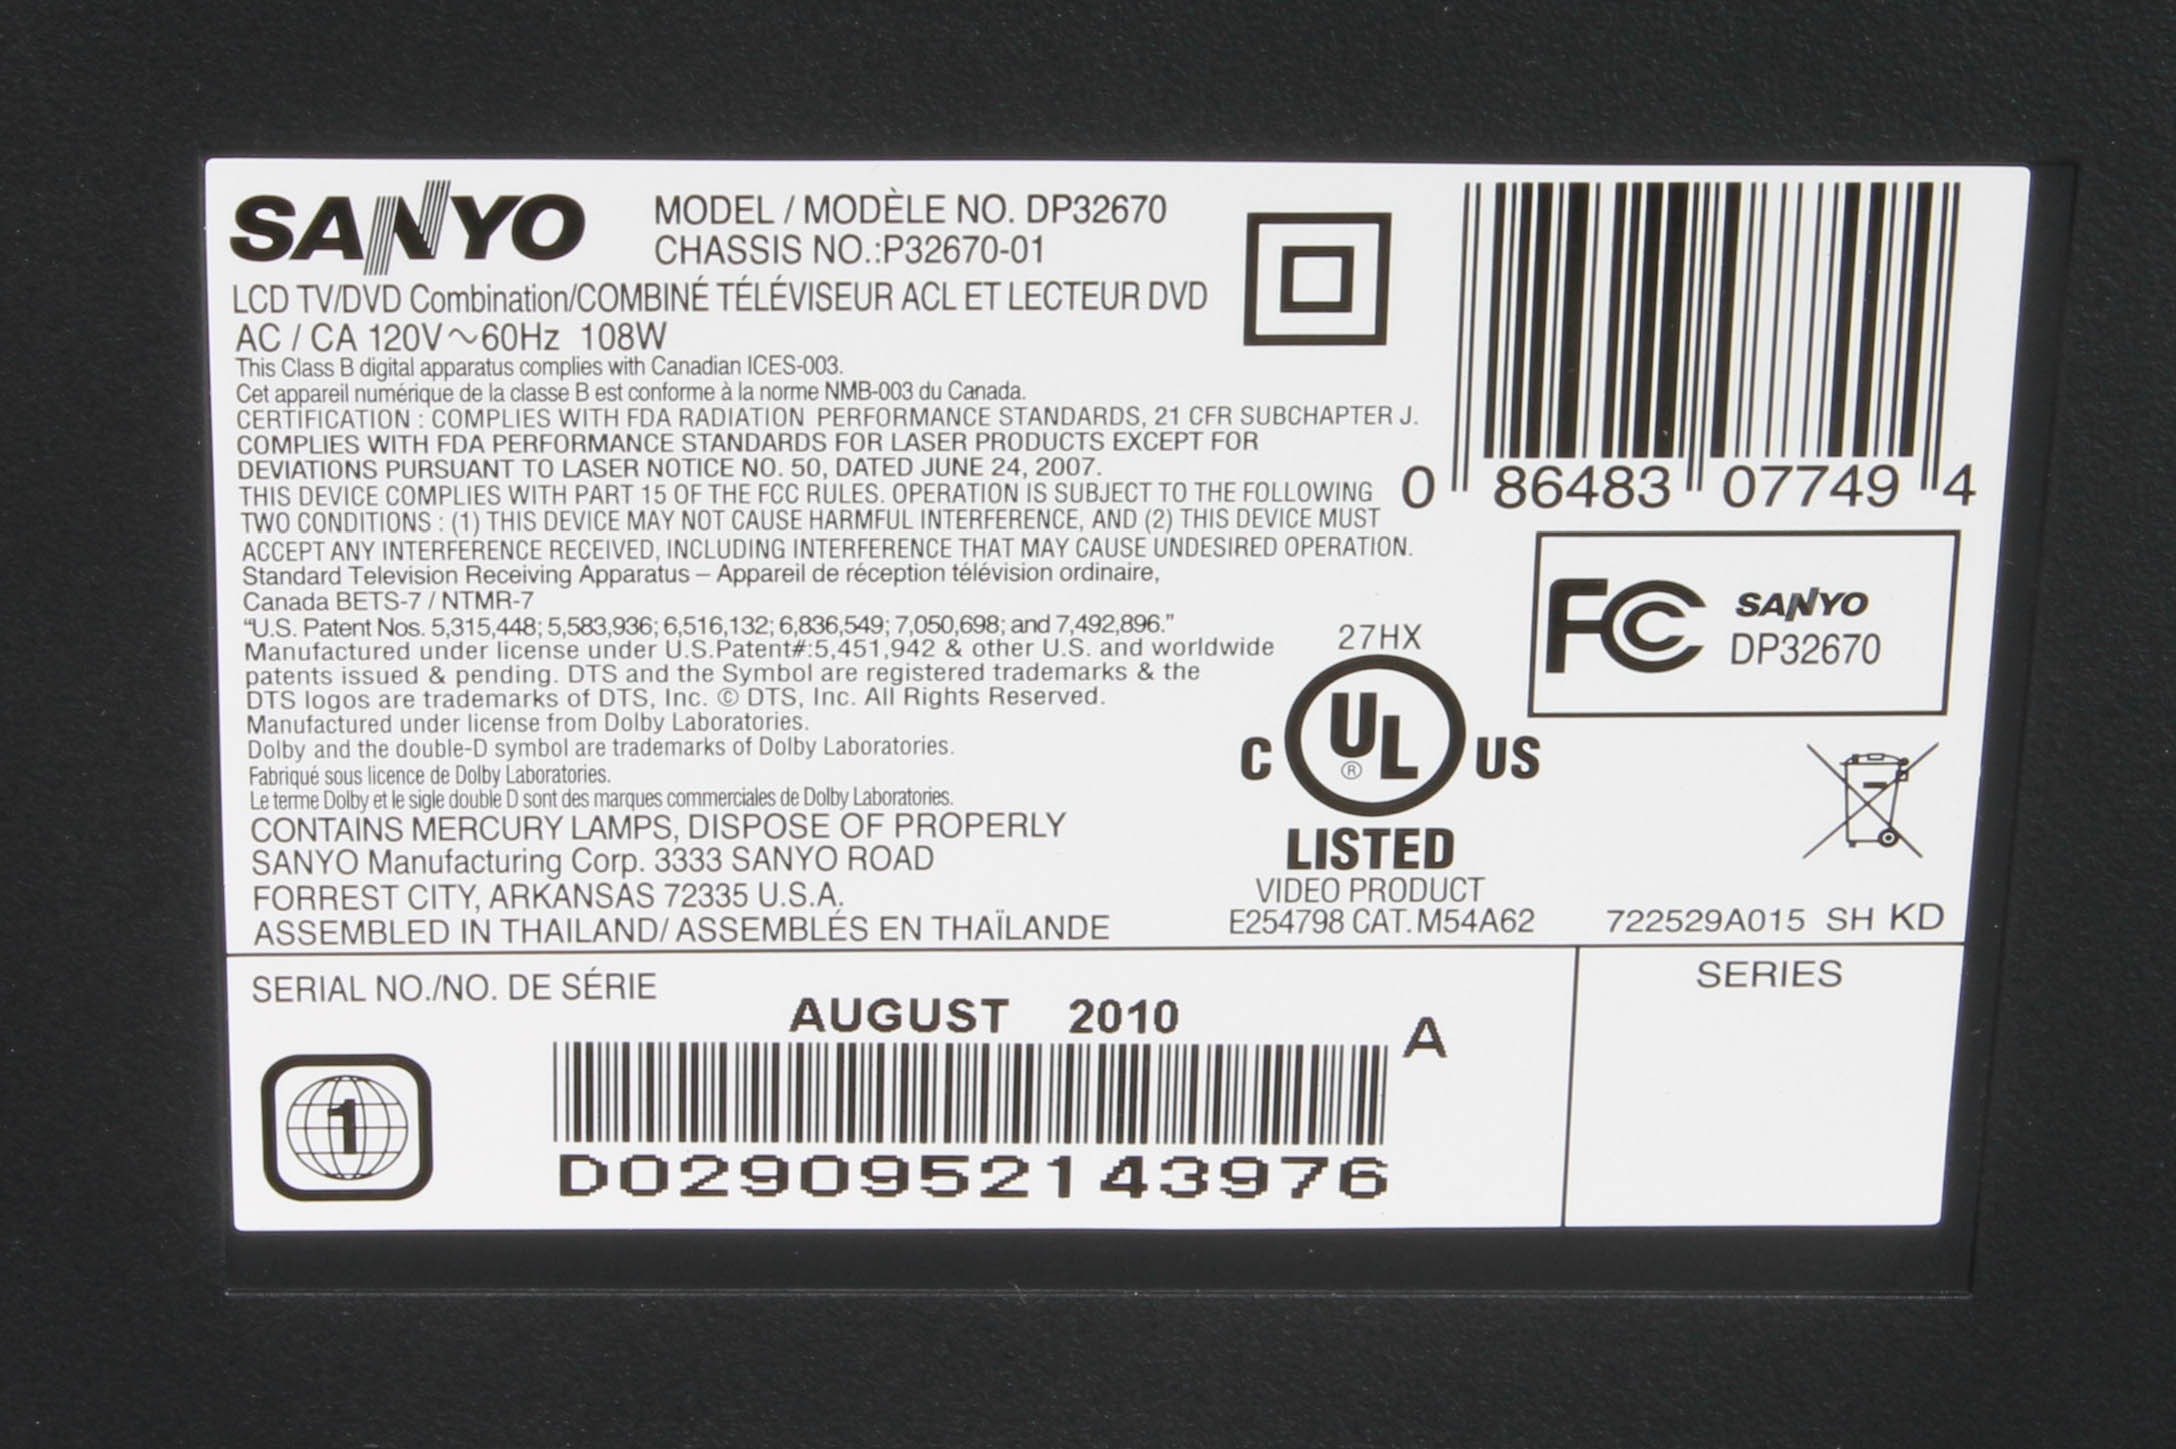 SANYO
MODEL / MODÈLE NO. DP32670
CHASSIS NO.:P32670-01
LCD TV/DVD Combination/COMBINÉ TÉLÉVISEUR ACL ET LECTEUR DVD
AC / CA 120V～60Hz 108W
This Class B digital apparatus complies with Canadian ICES-003.
Cet appareil numérique de la classe B est conforme à la norme NMB-003 du Canada.
CERTIFICATION : COMPLIES WITH FDA RADIATION PERFORMANCE STANDARDS, 21 CFR SUBCHAPTER J.
COMPLIES WITH FDA PERFORMANCE STANDARDS FOR LASER PRODUCTS EXCEPT FOR
DEVIATIONS PURSUANT TO LASER NOTICE NO. 50, DATED JUNE 24, 2007.
THIS DEVICE COMPLIES WITH PART 15 OF THE FCC RULES. OPERATION IS SUBJECT TO THE FOLLOWING
TWO CONDITIONS : (1) THIS DEVICE MAY NOT CAUSE HARMFUL INTERFERENCE, AND (2) THIS DEVICE MUST
ACCEPT ANY INTERFERENCE RECEIVED, INCLUDING INTERFERENCE THAT MAY CAUSE UNDESIRED OPERATION.
Standard Television Receiving Apparatus – Appareil de réception télévision ordinaire,
Canada BETS-7 / NTMR-7
“U.S. Patent Nos. 5,315,448; 5,583,936; 6,516,132; 6,836,549; 7,050,698; and 7,492,896.”
Manufactured under license under U.S.Patent#:5,451,942 & other U.S. and worldwide
patents issued & pending. DTS and the Symbol are registered trademarks & the
DTS logos are trademarks of DTS, Inc. © DTS, Inc. All Rights Reserved.
Manufactured under license from Dolby Laboratories.
Dolby and the double-D symbol are trademarks of Dolby Laboratories.
Fabriqué sous licence de Dolby Laboratories.
Le terme Dolby et le sigle double D sont des marques commerciales de Dolby Laboratories.
CONTAINS MERCURY LAMPS, DISPOSE OF PROPERLY
SANYO Manufacturing Corp. 3333 SANYO ROAD
FORREST CITY, ARKANSAS 72335 U.S.A.
ASSEMBLED IN THAILAND/ ASSEMBLÉS EN THAÏLANDE
0 86483 07749 4
FC SANYO
DP32670
27HX
C UL ® US
LISTED
VIDEO PRODUCT
E254798 CAT. M54A62
722529A015 SH KD
SERIAL NO./NO. DE SÉRIE
AUGUST 2010
A
1
D0290952143976
SERIES